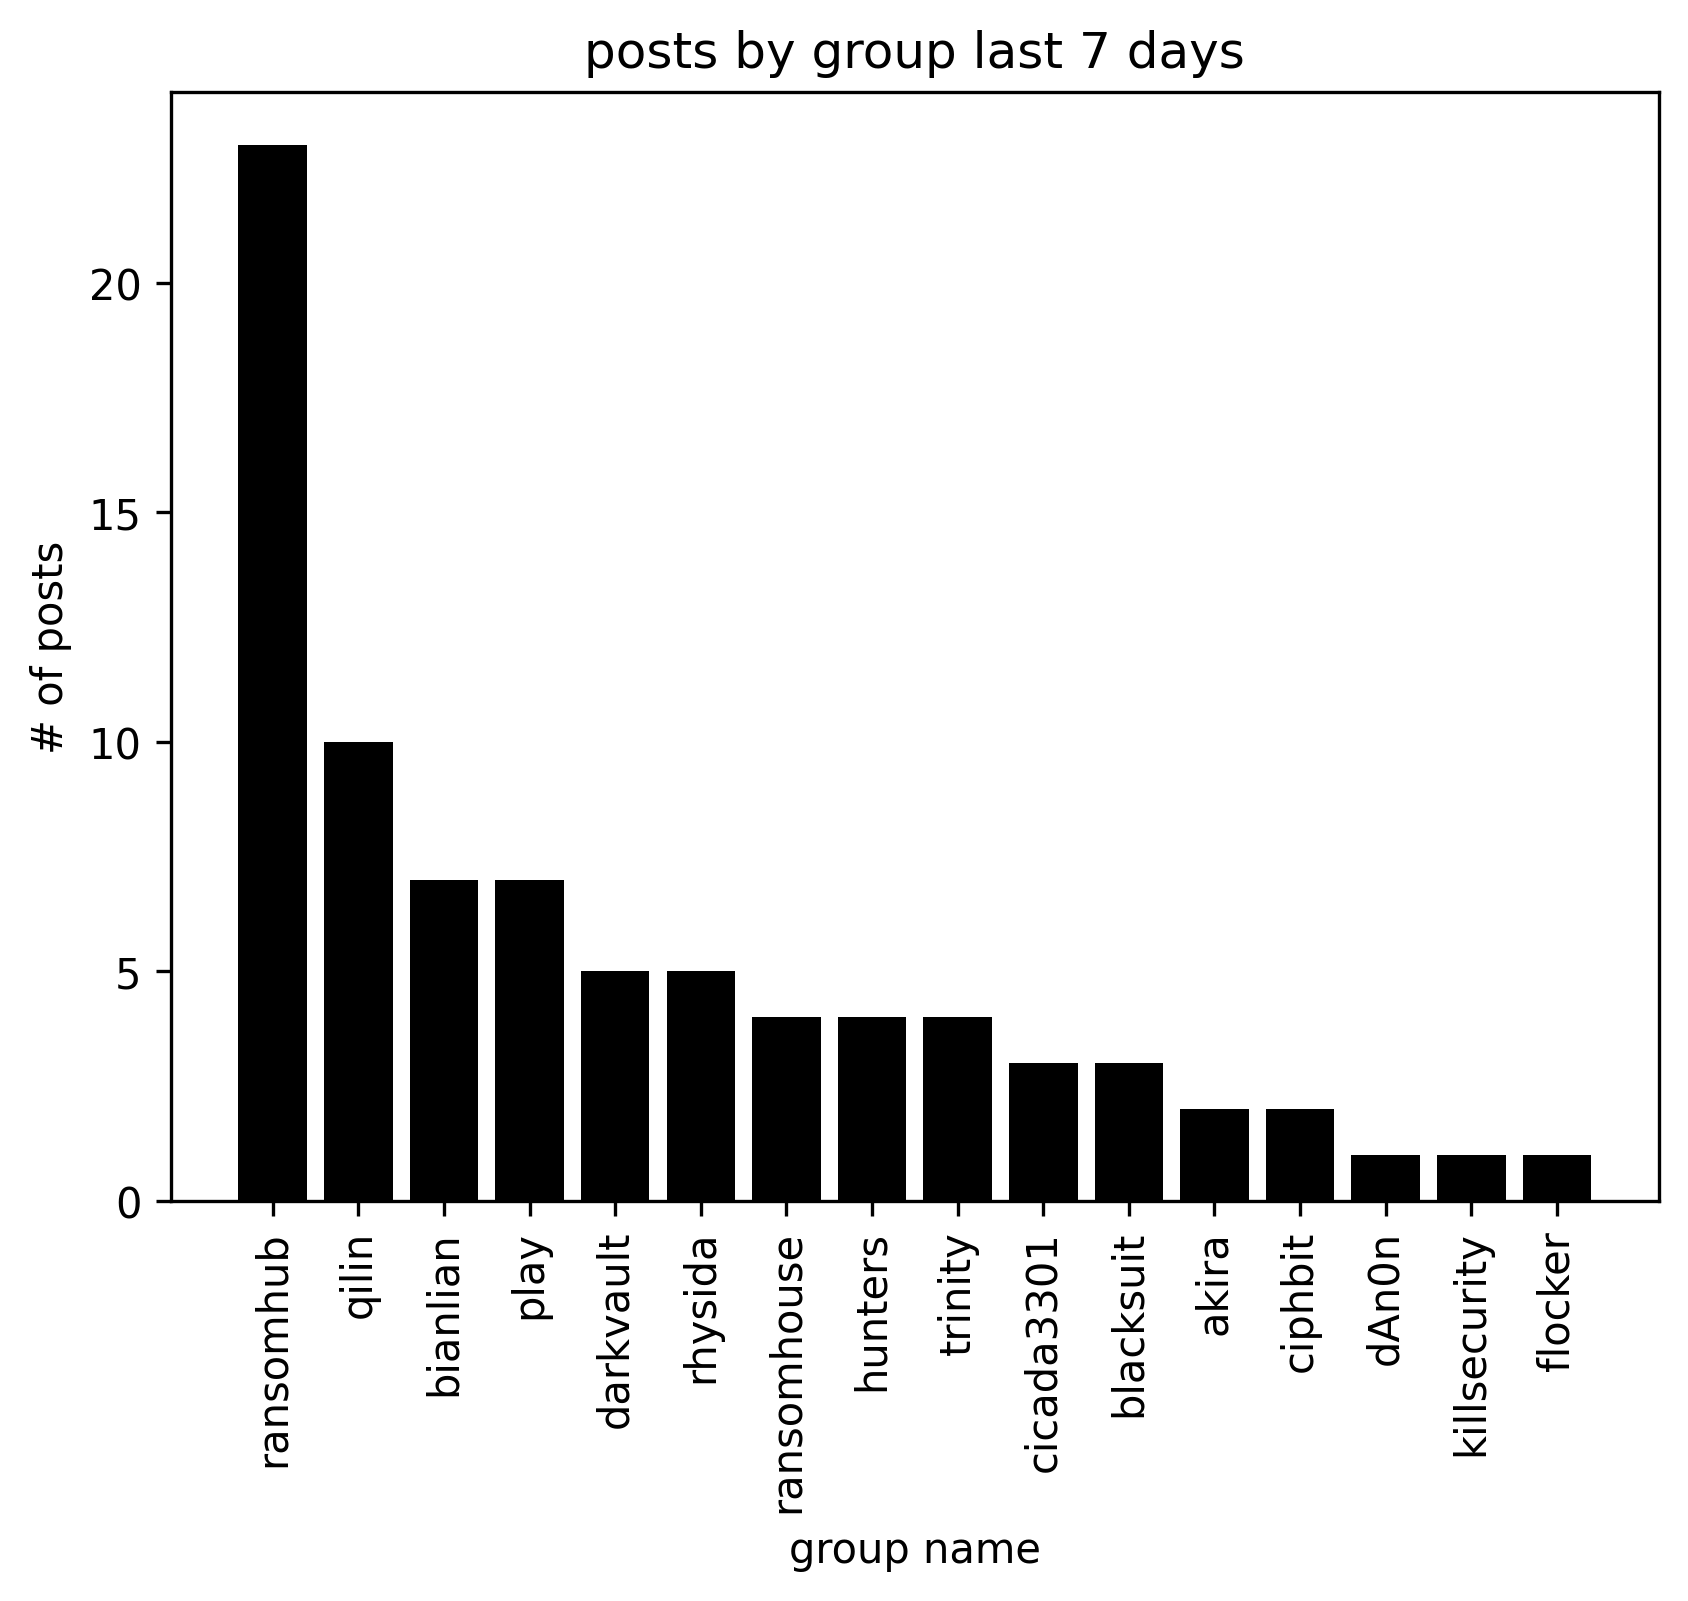 posts by group last 7 days
# of posts
20
15
10
5
0
ransomhub
qilin
bianlian
play
darkvault
rhysida
ransomhouse
hunters
trinity
cicada3301
blacksuit
akira
ciphbit
dAn0n
killsecurity
flocker
group name